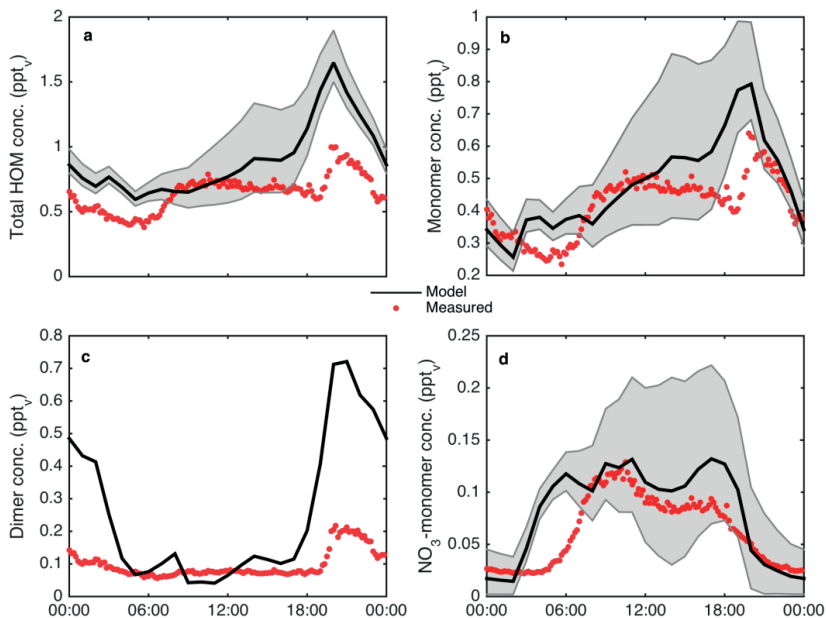 a
Total HOM conc. (pptv)
2
1.5
1
0.5
0
b
Monomer conc. (pptv)
1
0.9
0.8
0.7
0.6
0.5
0.4
0.3
0.2
Model
Measured
c
Dimer conc. (pptv)
0.8
0.7
0.6
0.5
0.4
0.3
0.2
0.1
0
00:00 06:00 12:00 18:00 00:00
d
NO3-monomer conc. (pptv)
0.25
0.2
0.15
0.1
0.05
0
00:00 06:00 12:00 18:00 00:00